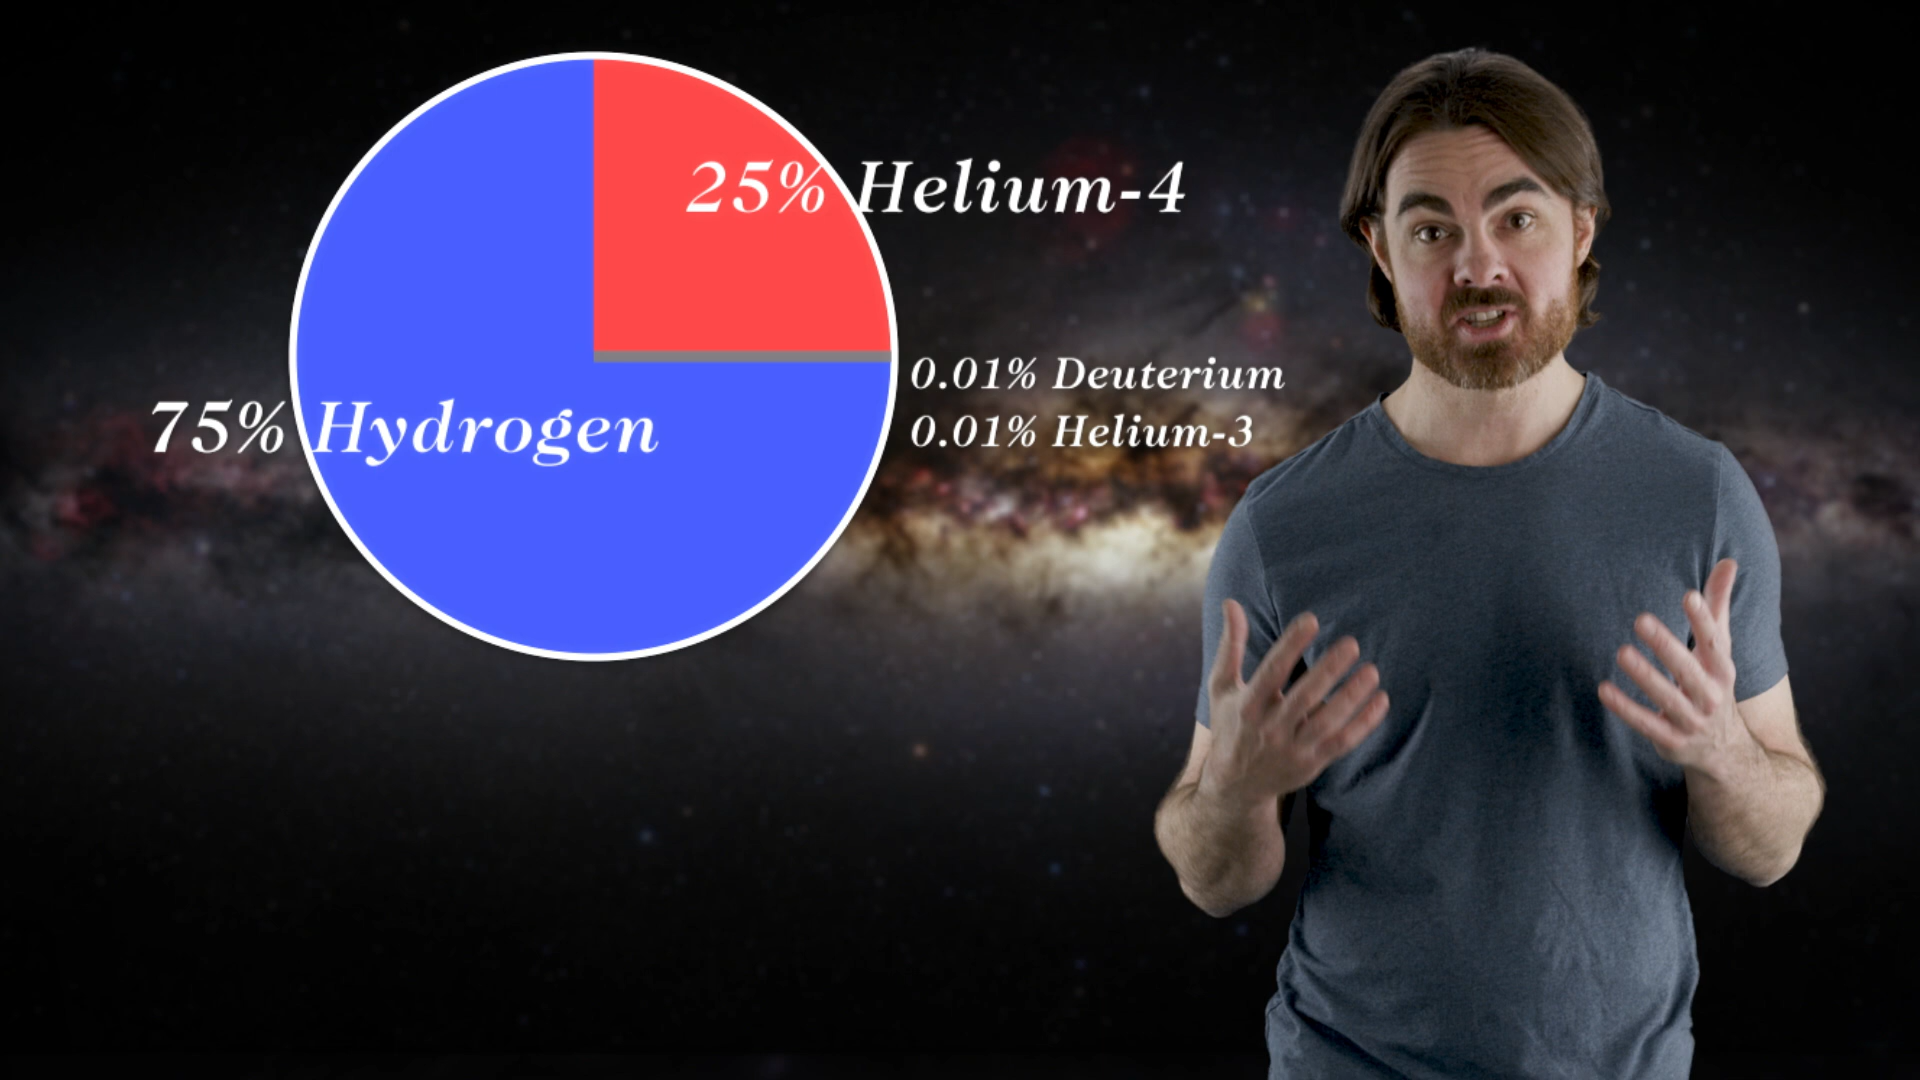 25% Helium-4
0.01% Deuterium
75% Hydrogen
0.01% Helium-3